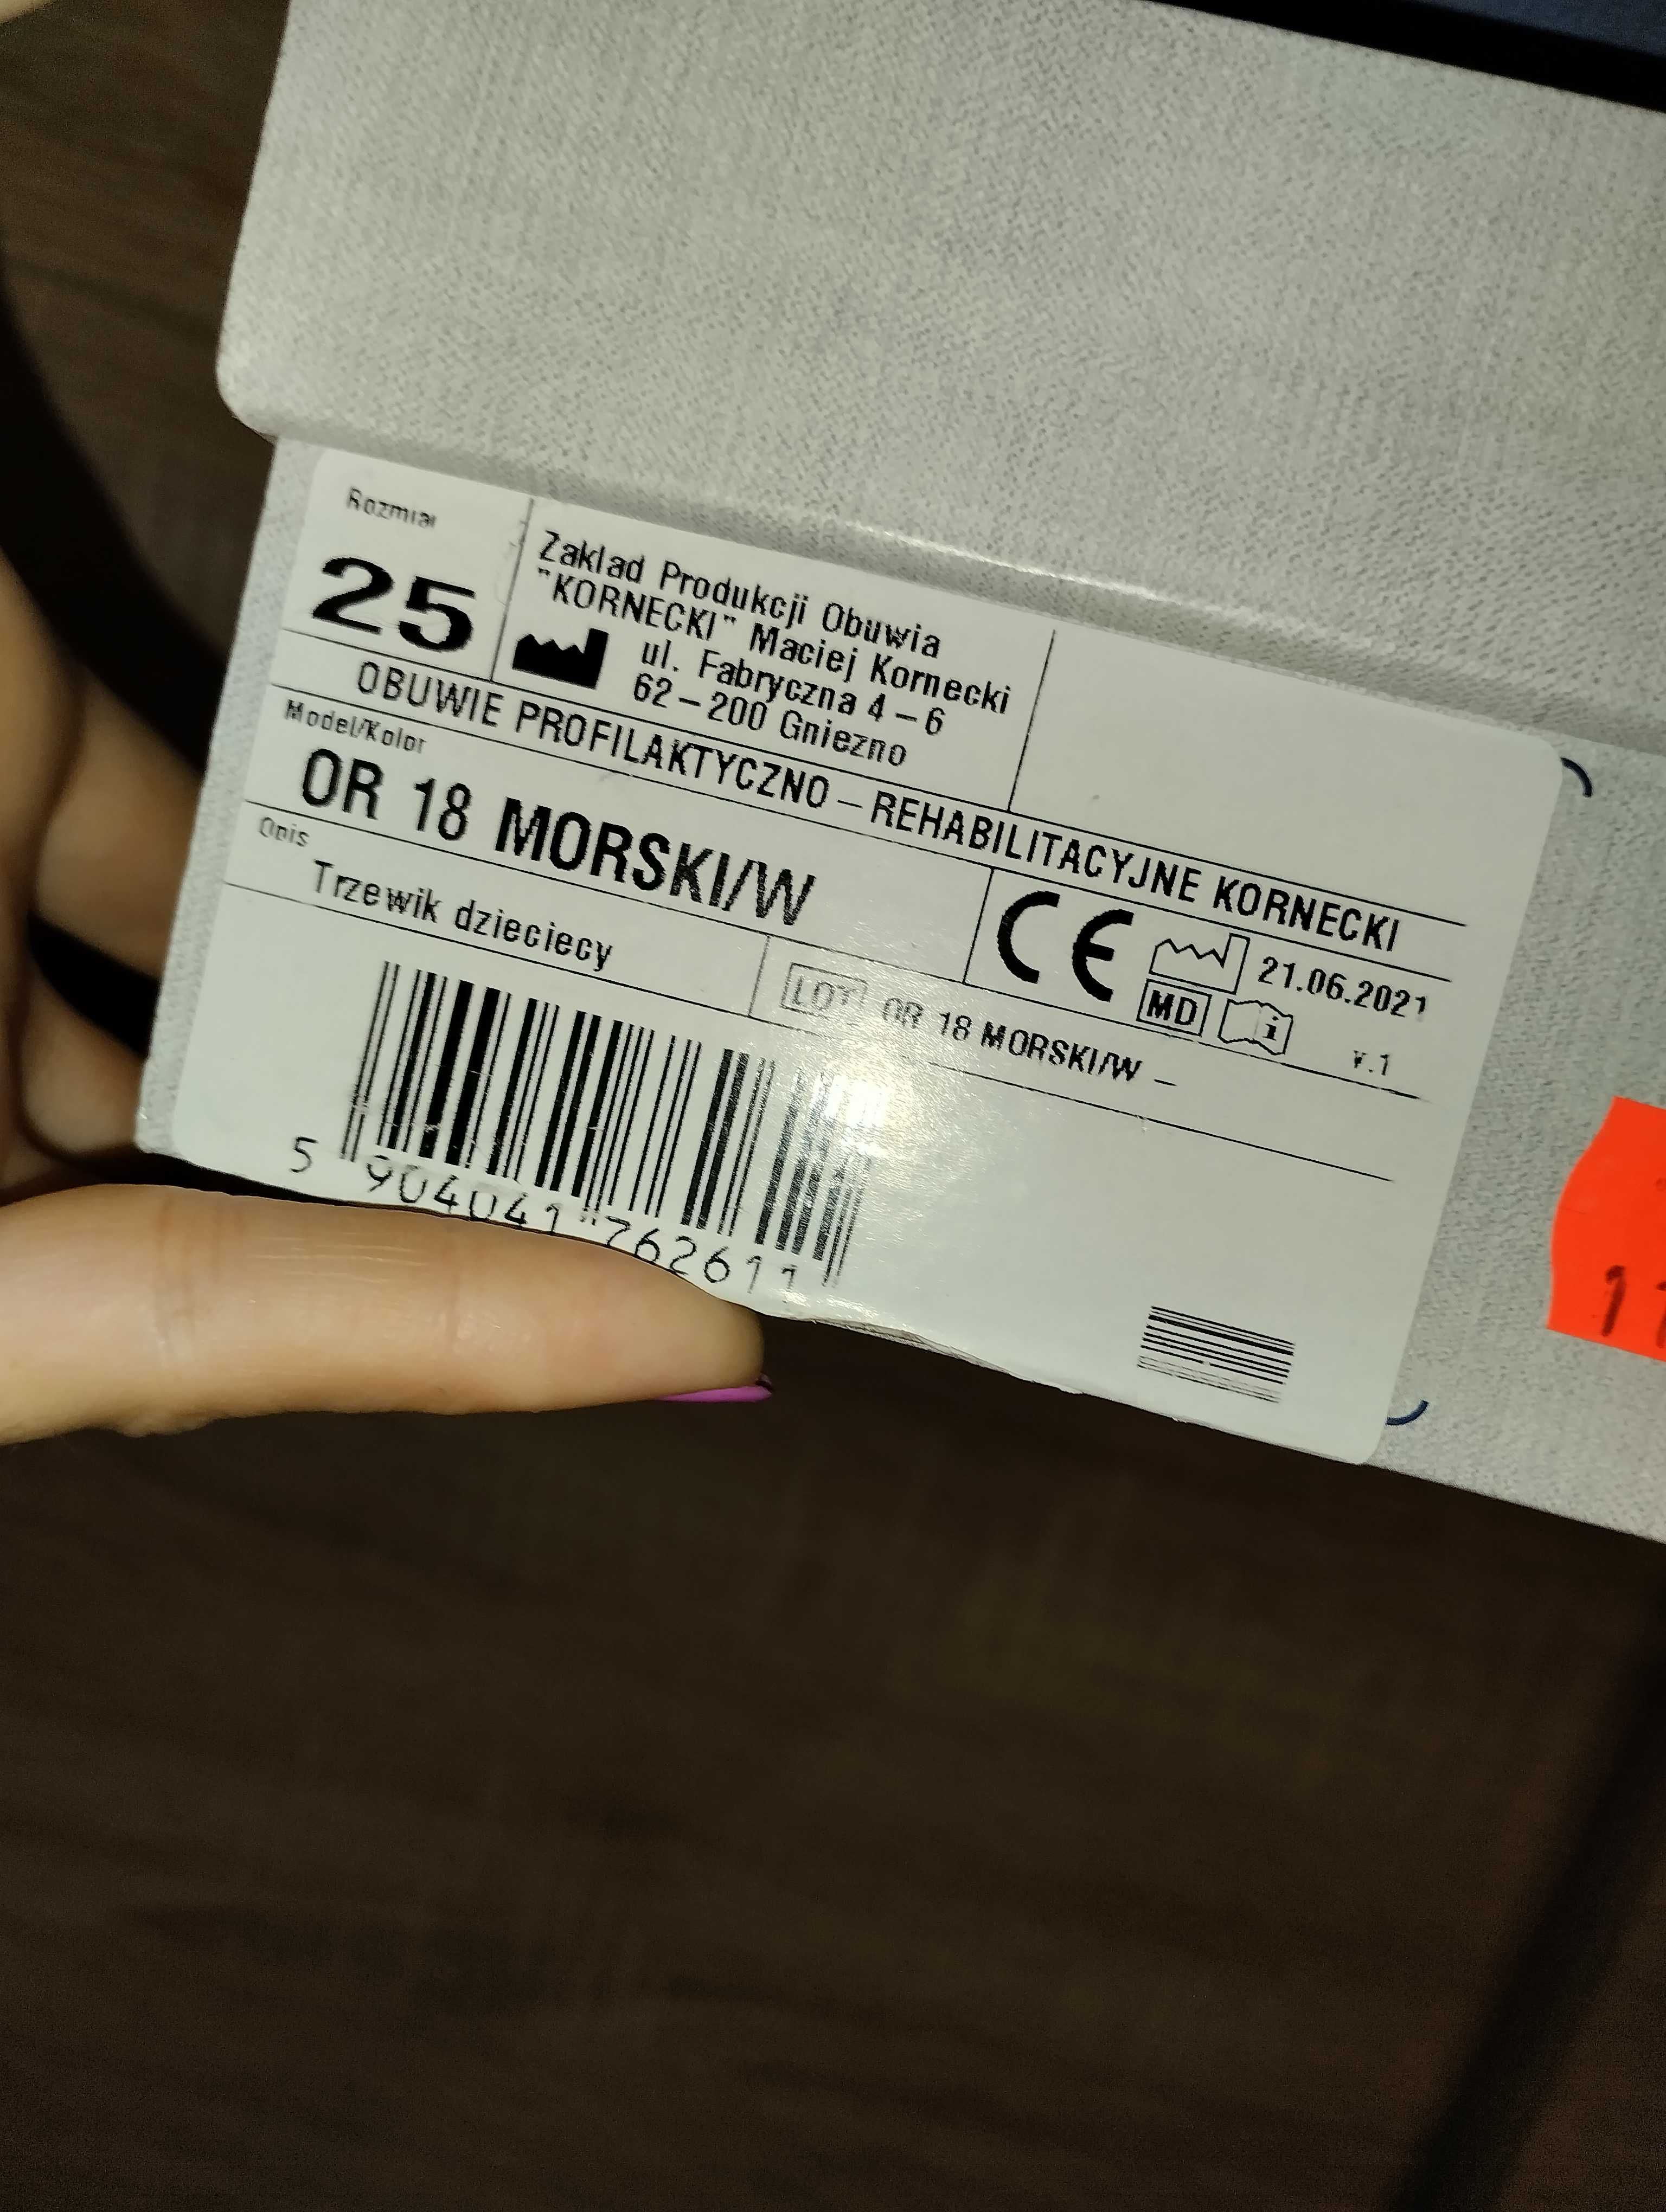 Rozmiar
25
Zaklad Produkcji Obuwia
"KORNECKI" Maciej Kornecki
ul. Fabryczna 4 – 6
62 – 200 Gniezno
OBUWIE PROFILAKTYCZNO – REHABILITACYJNE KORNECKI
Model/Kolor
OR 18 MORSKI/W
CE
21.06.2021
MD
i
v.1
Opis
Trzewik dzieciecy
LOT OR 18 MORSKI/W –
5 904041 "762611